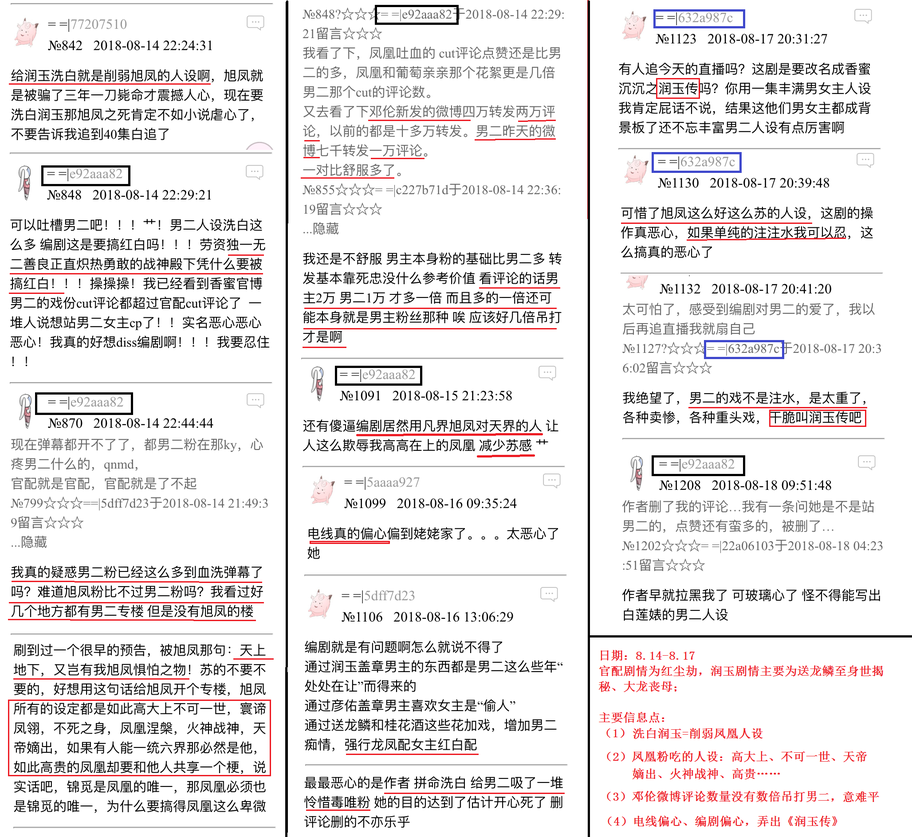 = =|77207510
№842 2018-08-14 22:24:31
给润玉洗白就是削弱旭凤的人设啊，旭凤就
是被骗了三年一刀毙命才震撼人心，现在要
洗白润玉那旭凤之死肯定不如小说虐心了，
不要告诉我追到40集白追了
= =|e92aaa82
№848 2018-08-14 22:29:21
可以吐槽男二吧！！！艹！男二人设洗白这
么多 编剧这是要搞红白吗！！！劳资独一无
二善良正直炽热勇敢的战神殿下凭什么要被
搞红白！！！操操操！我已经看到香蜜官博
男二的戏份cut评论都超过官配cut评论了 一
堆人说想站男二女主cp了！！实名恶心恶心
恶心！我真的好想diss编剧啊！！！我要忍住
！！
= =|e92aaa82
№870 2018-08-14 22:44:44
现在弹幕都开不了了，都男二粉在那ky，心
疼男二什么的，qnmd，
官配就是官配，官配就是了不起
№799☆☆☆==|5dff7d23于2018-08-14 21:49:3
9留言☆☆☆
...隐藏
我真的疑惑男二粉已经这么多到血洗弹幕了
吗？难道旭凤粉比不过男二粉吗？我看过好
几个地方都有男二专楼 但是没有旭凤的楼
刷到过一个很早的预告，被旭凤那句：天上
地下，又岂有我旭凤惧怕之物！苏的不要不
要的，好想用这句话给旭凤开个专楼，旭凤
所有的设定都是如此高大上不可一世，寰谛
凤翎，不死之身，凤凰涅槃，火神战神，天
帝嫡出，如果有人能一统六界那必然是他，
如此高贵的凤凰却要和他人共享一个梗，说
实话吧，锦觅是凤凰的唯一，那凤凰必须也
是锦觅的唯一，为什么要搞得凤凰这么卑微
№848?☆☆☆= =|e92aaa82于2018-08-14 22:29:
21留言☆☆☆
我看了下，凤凰吐血的 cut评论点赞还是比男
二的多，凤凰和葡萄亲亲那个花絮更是几倍
男二那个cut的评论数。
又去看了下邓伦新发的微博四万转发两万评
论，以前的都是十多万转发。男二昨天的微
博七千转发一万评论。
一对比舒服多了。
№855☆☆☆= =|c227b71d于2018-08-14 22:36:
19留言☆☆☆
...隐藏
我还是不舒服 男主本身粉的基础比男二多 转
发基本靠死忠没什么参考价值 看评论的话男
主2万 男二1万 才多一倍 而且多的一倍还可
能本身就是男主粉丝那种 唉 应该好几倍吊打
才是啊
= =|e92aaa82
№1091 2018-08-15 21:23:58
还有傻逼编剧居然用凡界旭凤对天界的人 让
人这么欺辱我高高在上的凤凰 减少苏感 艹
= =|5aaaa927
№1099 2018-08-16 09:35:24
电线真的偏心偏到姥姥家了。。。太恶心了
她
= =|5dff7d23
№1106 2018-08-16 13:06:29
编剧就是有问题啊怎么就说不得了
通过润玉盖章男主的东西都是男二这么些年“
处处在让”而得来的
通过彦佑盖章男主喜欢女主是“偷人”
通过送龙鳞和桂花酒这些花加戏，增加男二
痴情，强行龙凤配女主红白配
最最恶心的是作者 拼命洗白 给男二吸了一堆
怜惜毒唯粉 她的目的达到了估计开心死了 删
评论删的不亦乐乎
= =|632a987c
№1123 2018-08-17 20:31:27
有人追今天的直播吗？这剧是要改名成香蜜
沉沉之润玉传吗？你用一集丰满男女主人设
我肯定屁话不说，结果这他们男女主都成背
景板了还不忘丰富男二人设有点厉害啊
= =|632a987c
№1130 2018-08-17 20:39:48
可惜了旭凤这么好这么苏的人设，这剧的操
作真恶心，如果单纯的注注水我可以忍，这
么搞真的恶心了
№1132 2018-08-17 20:41:20
太可怕了，感受到编剧对男二的爱了，我以
后再追直播我就扇自己
№1127?☆☆☆= =|632a987c于2018-08-17 20:3
6:02留言☆☆☆
我绝望了，男二的戏不是注水，是太重了，
各种卖惨，各种重头戏，干脆叫润玉传吧
= =|e92aaa82
№1208 2018-08-18 09:51:48
作者删了我的评论…我有一条问她是不是站
男二的，点赞还有蛮多的，被删了…
№1202☆☆☆= =|22a06103于2018-08-18 04:23
:51留言☆☆☆
作者早就拉黑我了 可玻璃心了 怪不得能写出
白莲婊的男二人设
日期：8.14-8.17
官配剧情为红尘劫，润玉剧情主要为送龙鳞至身世揭
秘、大龙丧母；
主要信息点：
（1）洗白润玉=削弱凤凰人设
（2）凤凰粉吃的人设：高大上、不可一世、天帝
嫡出、火神战神、高贵……
（3）邓伦微博评论数量没有数倍吊打男二，意难平
（4）电线偏心、编剧偏心，弄出《润玉传》